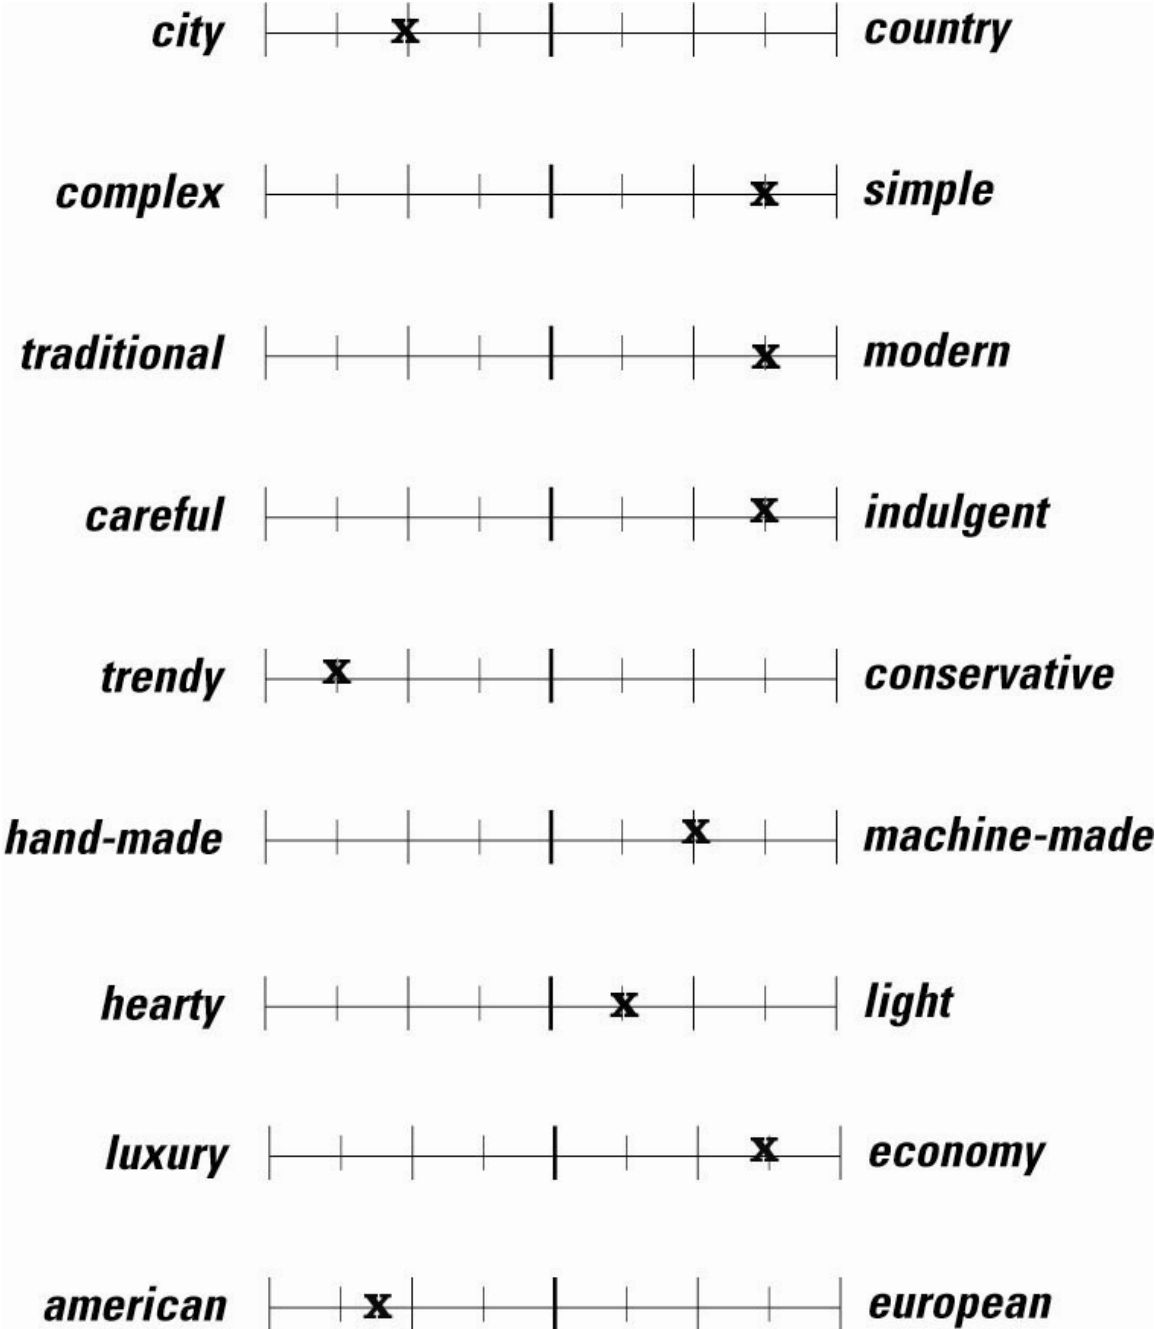 city x country
complex x simple
traditional x modern
careful x indulgent
trendy x conservative
hand-made x machine-made
hearty x light
luxury x economy
american x european